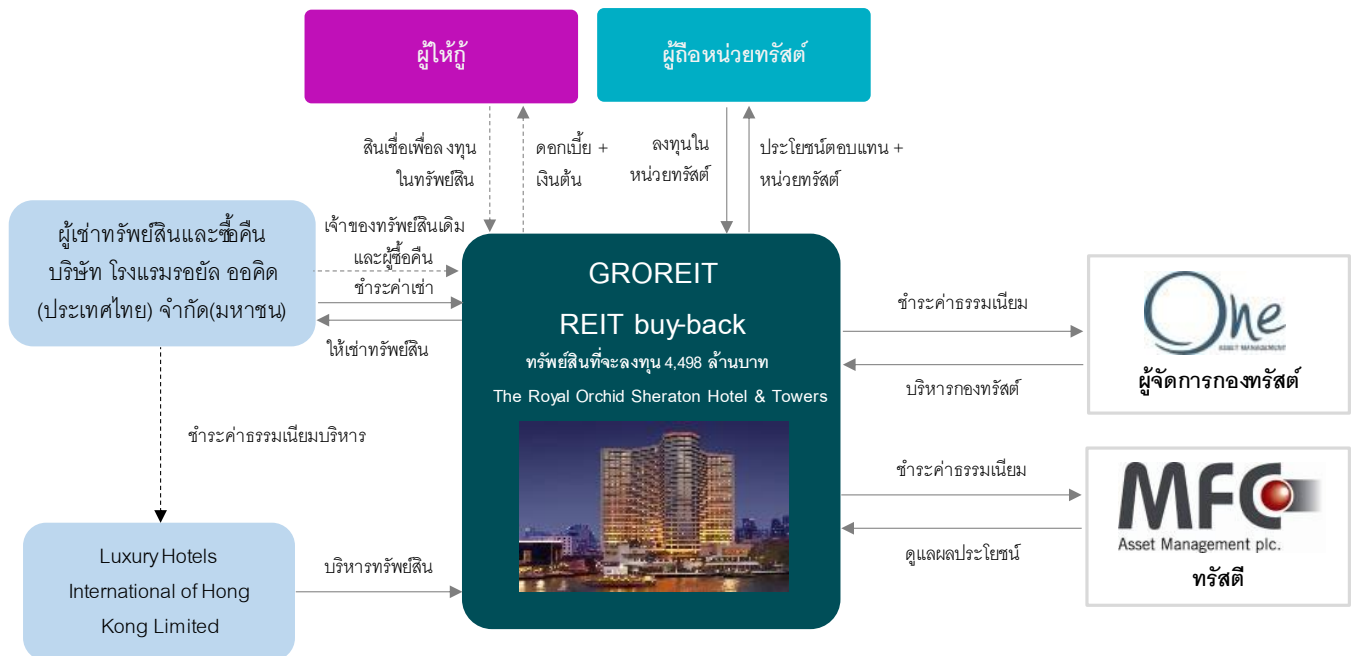 ผู้ให้กู้
ผู้ถือหน่วยทรัสต์
สินเชื่อเพื่อลงทุน
ในทรัพย์สิน
ดอกเบี้ย +
เงินต้น
ลงทุนใน
หน่วยทรัสต์
ประโยชน์ตอบแทน +
หน่วยทรัสต์
ผู้เช่าทรัพย์สินและซื้อคืน
บริษัท โรงแรมรอยัล ออคิด
(ประเทศไทย) จำกัด(มหาชน)
เจ้าของทรัพย์สินเดิม
และผู้ซื้อคืน
ชำระค่าเช่า
ให้เช่าทรัพย์สิน
GROREIT
REIT buy-back
ทรัพย์สินที่จะลงทุน 4,498 ล้านบาท
The Royal Orchid Sheraton Hotel & Towers
ชำระค่าธรรมเนียม
บริหารกองทรัสต์
One
ASSET MANAGEMENT
ผู้จัดการกองทรัสต์
ชำระค่าธรรมเนียมบริหาร
ชำระค่าธรรมเนียม
ดูแลผลประโยชน์
MFC
Asset Management plc.
ทรัสตี
Luxury Hotels
International of Hong
Kong Limited
บริหารทรัพย์สิน